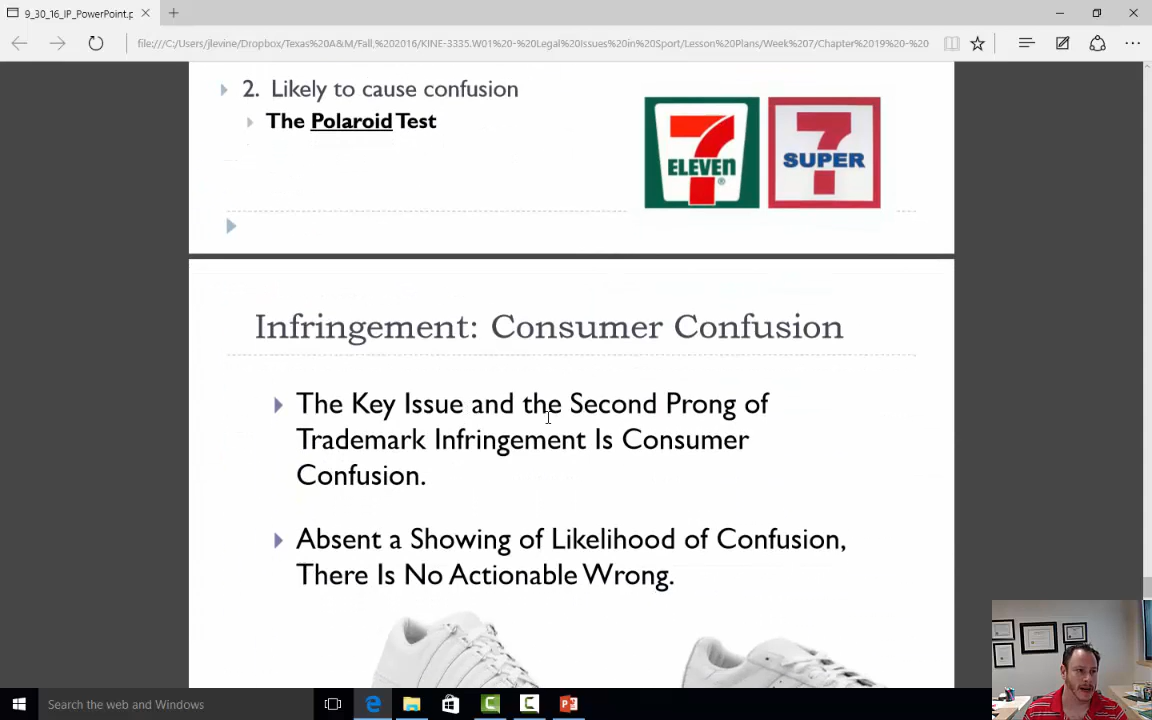 9_30_16_IP_PowerPoint.p
file:///C:/Users/jlevine/Dropbox/Texas%20A&M/Fall,%202016/KINE-3335.W01%20-%20Legal%20Issues%20in%20Sport/Lesson%20Plans/Week%207/Chapter%2019%20-%20
2. Likely to cause confusion
The Polaroid Test
7
ELEVEN
®
7
SUPER
Infringement: Consumer Confusion
The Key Issue and the Second Prong of
Trademark Infringement Is Consumer
Confusion.
Absent a Showing of Likelihood of Confusion,
There Is No Actionable Wrong.
Search the web and Windows